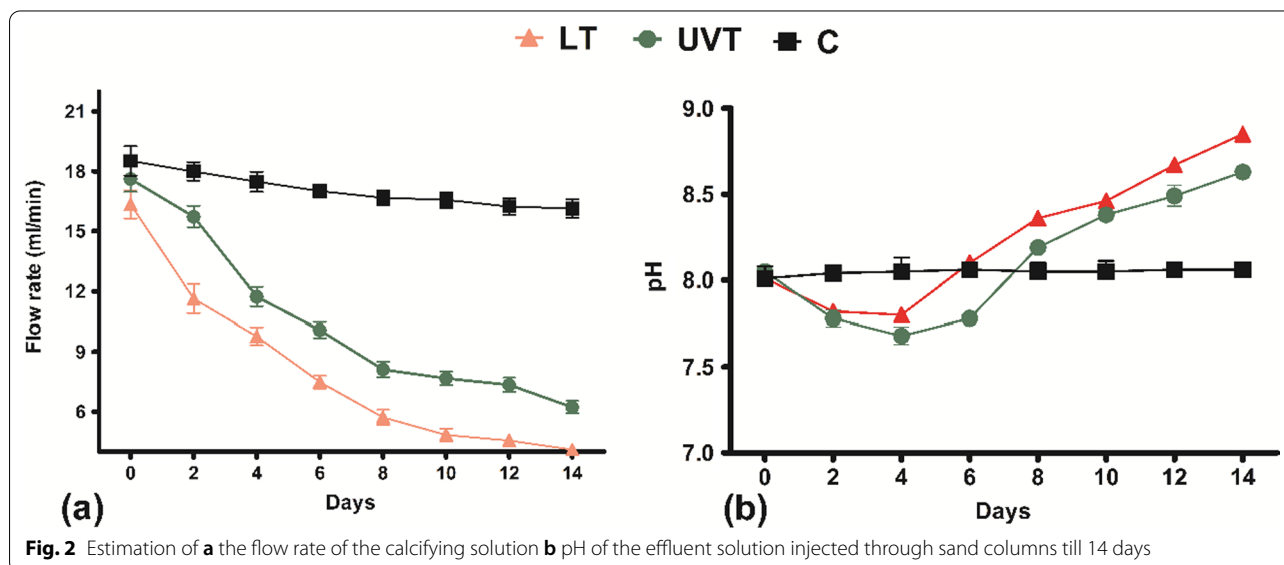 LT UVT C
21
18
15
12
9
6
Flow rate (ml/min)
0 2 4 6 8 10 12 14
Days
(a)
9.0
8.5
8.0
7.5
7.0
pH
0 2 4 6 8 10 12 14
Days
(b)
Fig. 2 Estimation of a the flow rate of the calcifying solution b pH of the effluent solution injected through sand columns till 14 days